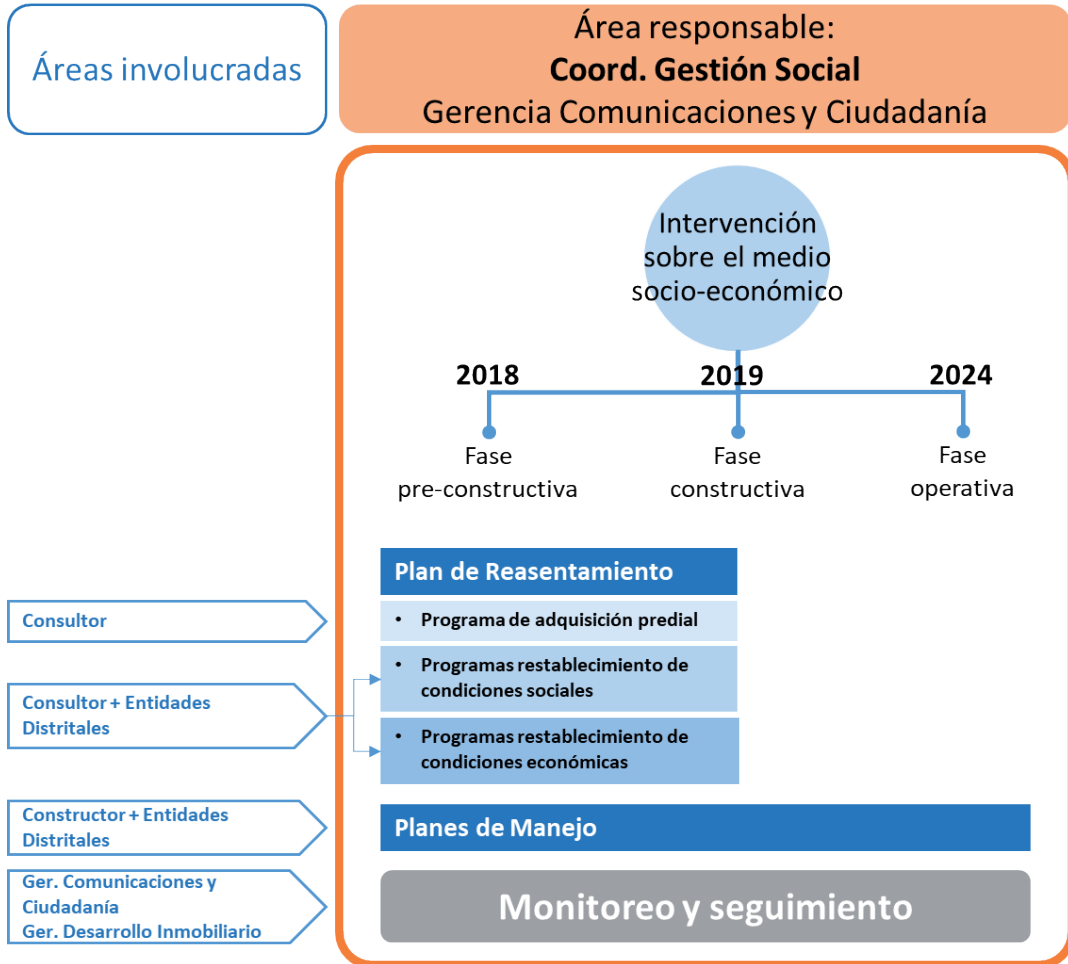 Áreas involucradas
Área responsable:
Coord. Gestión Social
Gerencia Comunicaciones y Ciudadanía
Intervención
sobre el medio
socio-económico
2018
2019
2024
Fase
pre-constructiva
Fase
constructiva
Fase
operativa
Plan de Reasentamiento
Consultor
• Programa de adquisición predial
Consultor + Entidades
Distritales
• Programas restablecimiento de
condiciones sociales
• Programas restablecimiento de
condiciones económicas
Constructor + Entidades
Distritales
Planes de Manejo
Ger. Comunicaciones y
Ciudadanía
Ger. Desarrollo Inmobiliario
Monitoreo y seguimiento